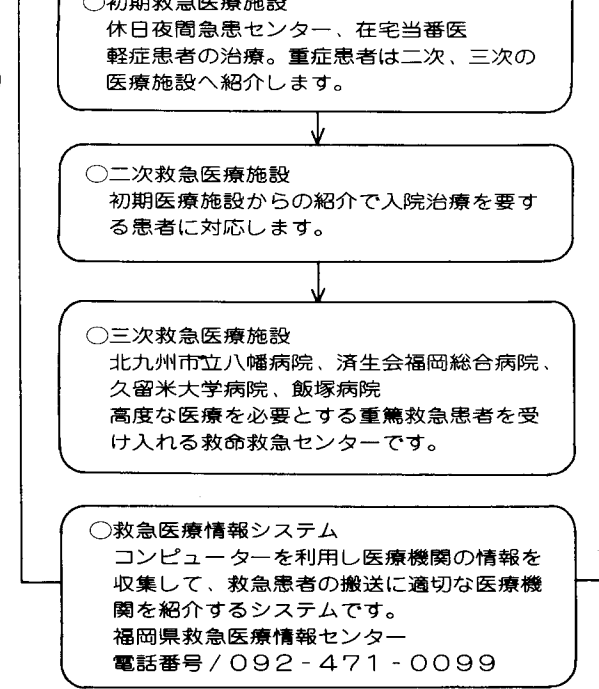 ○初期救急医療施設
休日夜間急患センター、在宅当番医
軽症患者の治療。重症患者は二次、三次の
医療施設へ紹介します。
○二次救急医療施設
初期医療施設からの紹介で入院治療を要す
る患者に対応します。
○三次救急医療施設
北九州市立八幡病院、済生会福岡総合病院、
久留米大学病院、飯塚病院
高度な医療を必要とする重篤救急患者を受
け入れる救命救急センターです。
○救急医療情報システム
コンピューターを利用し医療機関の情報を
収集して、救急患者の搬送に適切な医療機
関を紹介するシステムです。
福岡県救急医療情報センター
電話番号/092-471-0099